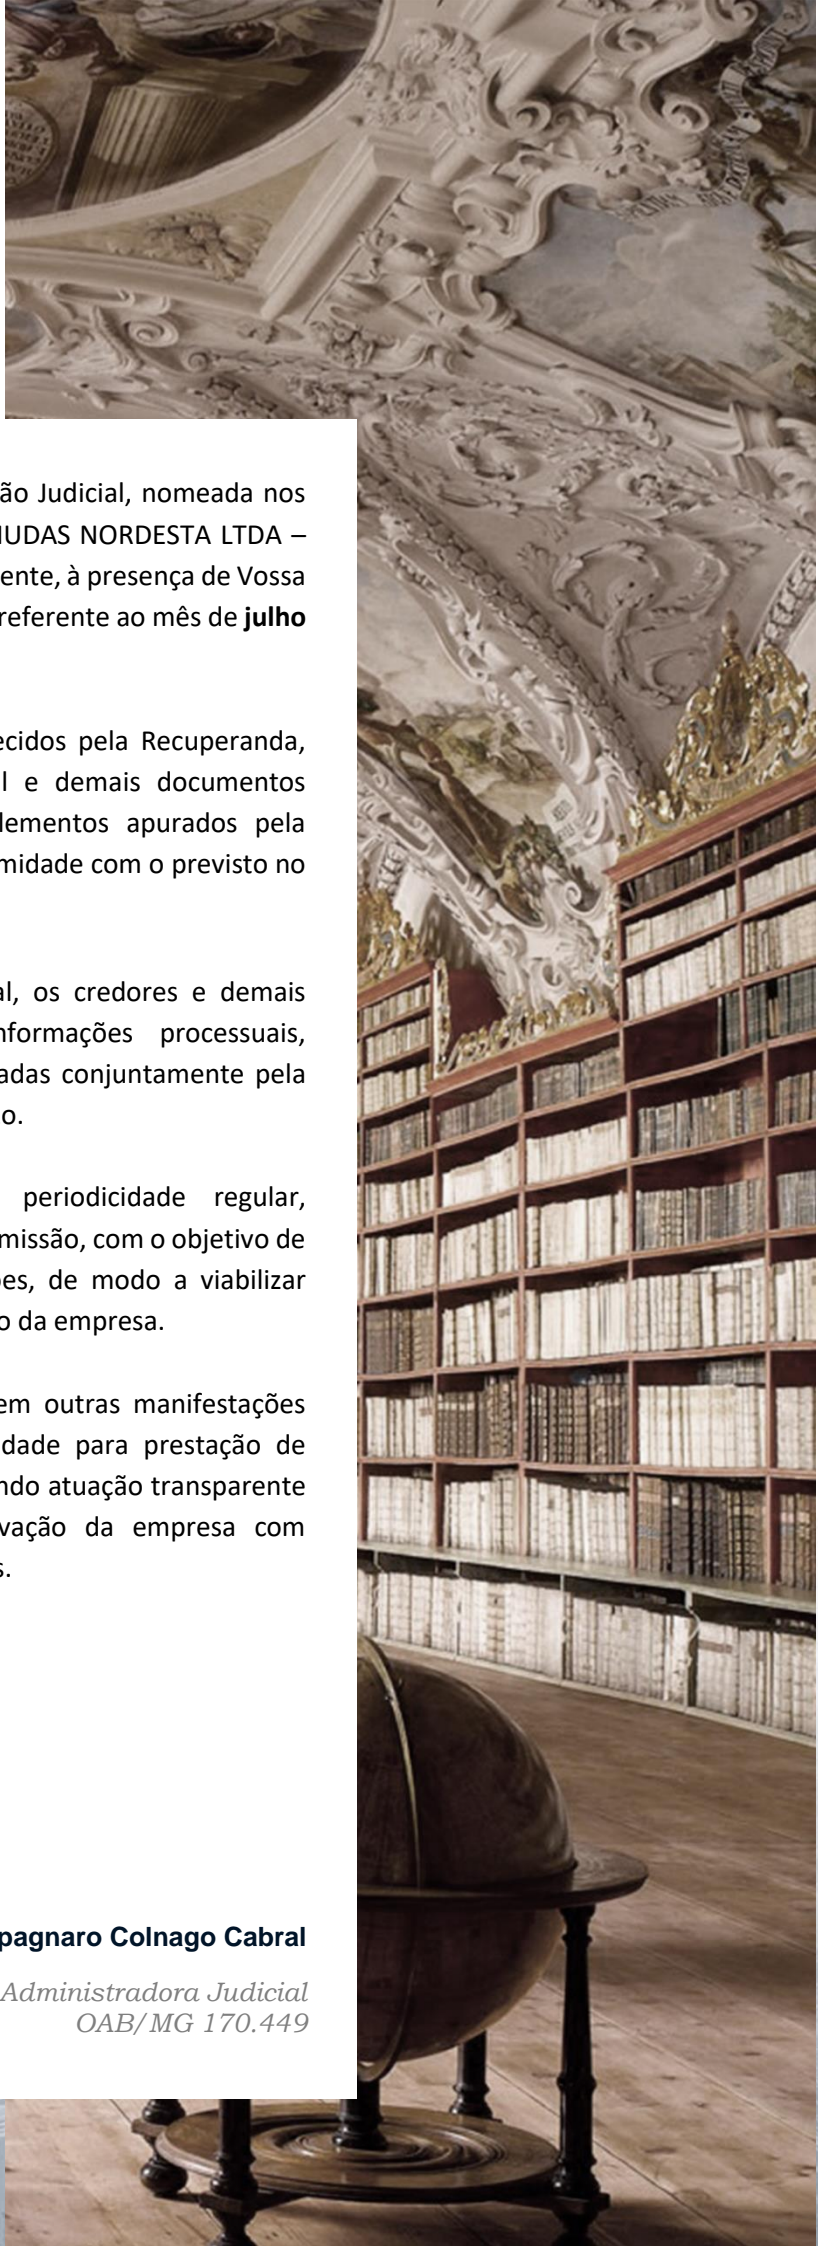 ão Judicial, nomeada nos
UDAS NORDESTA LTDA –
ente, à presença de Vossa
referente ao mês de julho
ecidos pela Recuperanda,
l e demais documentos
lementos apurados pela
midade com o previsto no
al, os credores e demais
nformações processuais,
adas conjuntamente pela
o.
periodicidade regular,
missão, com o objetivo de
es, de modo a viabilizar
o da empresa.
em outras manifestações
dade para prestação de
ndo atuação transparente
vação da empresa com
s.
pagnaro Colnago Cabral
Administradora Judicial
OAB/MG 170.449